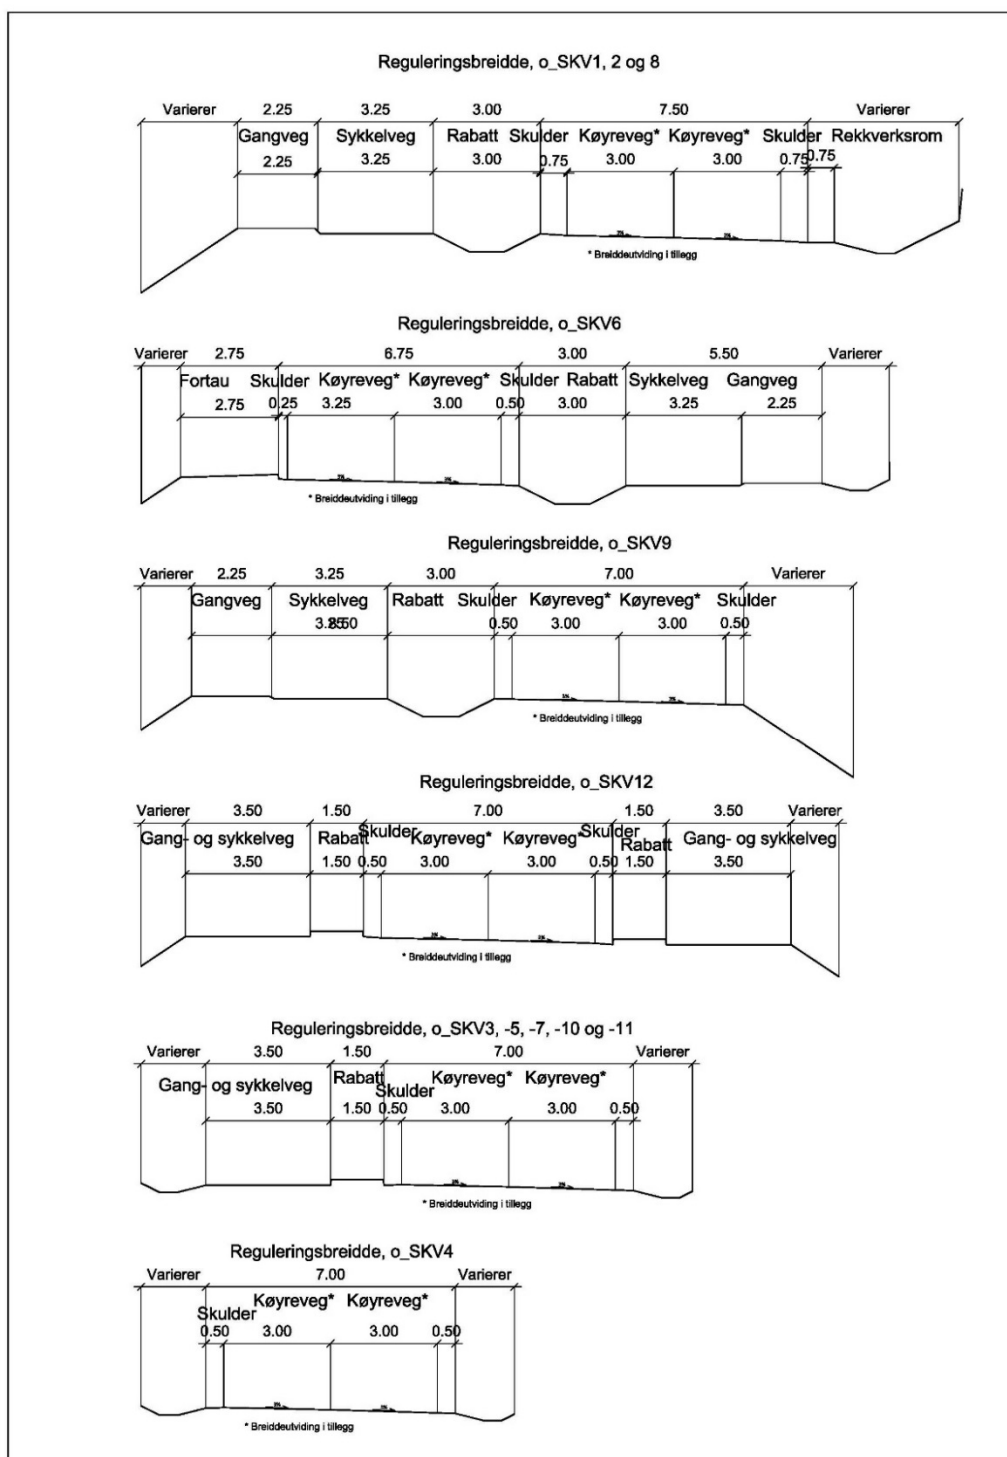 Reguleringsbreidde, o_SKV1, 2 og 8
Varierer 2.25 3.25 3.00 7.50 Varierer
Gangveg Sykkelveg Rabatt Skulder Køyreveg* Køyreveg* Skulder Rekkverksrom
2.25 3.25 3.00 0.75 3.00 3.00 0.75 0.75
* Breiddeutviding i tillegg
Reguleringsbreidde, o_SKV6
Varierer 2.75 6.75 3.00 5.50 Varierer
Fortau Skulder Køyreveg* Køyreveg* Skulder Rabatt Sykkelveg Gangveg
2.75 0.25 3.25 3.00 0.50 3.00 3.25 2.25
* Breiddeutviding i tillegg
Reguleringsbreidde, o_SKV9
Varierer 2.25 3.25 3.00 7.00 Varierer
Gangveg Sykkelveg Rabatt Skulder Køyreveg* Køyreveg* Skulder
0.50 3.00 3.00 0.50
* Breiddeutviding i tillegg
Reguleringsbreidde, o_SKV12
Varierer 3.50 1.50 7.00 1.50 3.50 Varierer
Gang- og sykkelveg Rabatt Skulder Køyreveg* Køyreveg* Skulder Rabatt Gang- og sykkelveg
3.50 1.50 0.50 3.00 3.00 0.50 1.50 3.50
* Breiddeutviding i tillegg
Reguleringsbreidde, o_SKV3, -5, -7, -10 og -11
Varierer 3.50 1.50 7.00 Varierer
Gang- og sykkelveg Rabatt Skulder Køyreveg* Køyreveg*
3.50 1.50 0.50 3.00 3.00 0.50
* Breiddeutviding i tillegg
Reguleringsbreidde, o_SKV4
Varierer 7.00 Varierer
Skulder Køyreveg* Køyreveg*
0.50 3.00 3.00 0.50
* Breiddeutviding i tillegg